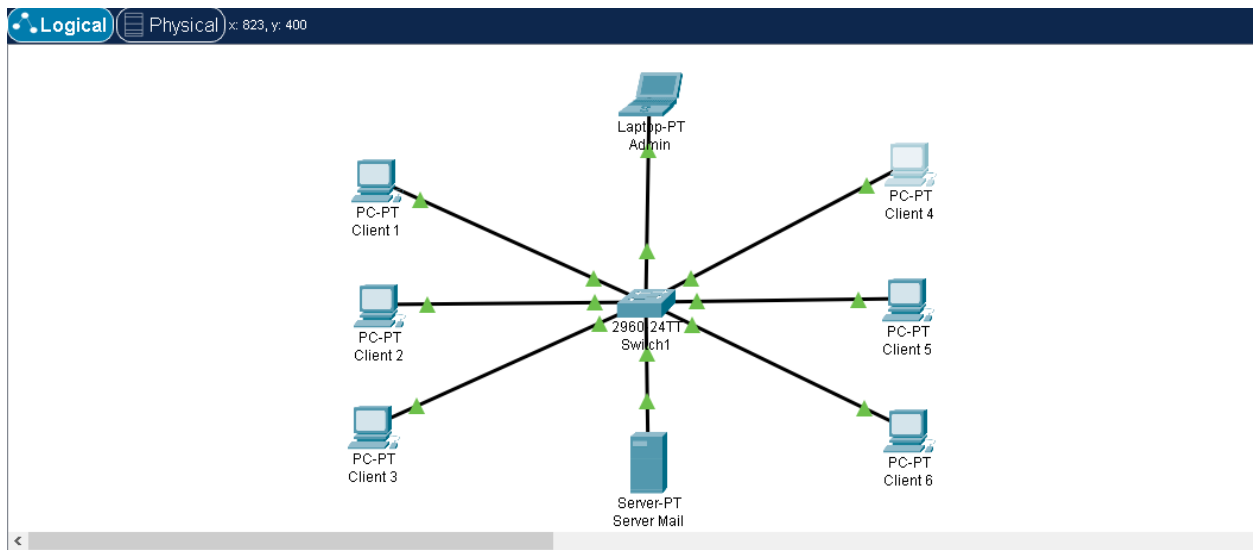 Logical Physical x: 823, y: 400
Laptop-PT
Admin
PC-PT
Client 1
PC-PT
Client 4
PC-PT
Client 2
2960-24TT
Switch1
PC-PT
Client 5
PC-PT
Client 3
Server-PT
Server Mail
PC-PT
Client 6